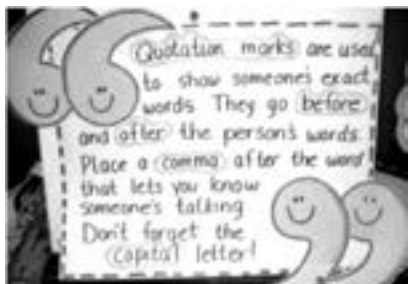 Quotation marks are used
to show someone's exact
words. They go before
and after the person's words.
Place a comma after the word
that lets you know
someone's talking
Don't forget the
capital letter!